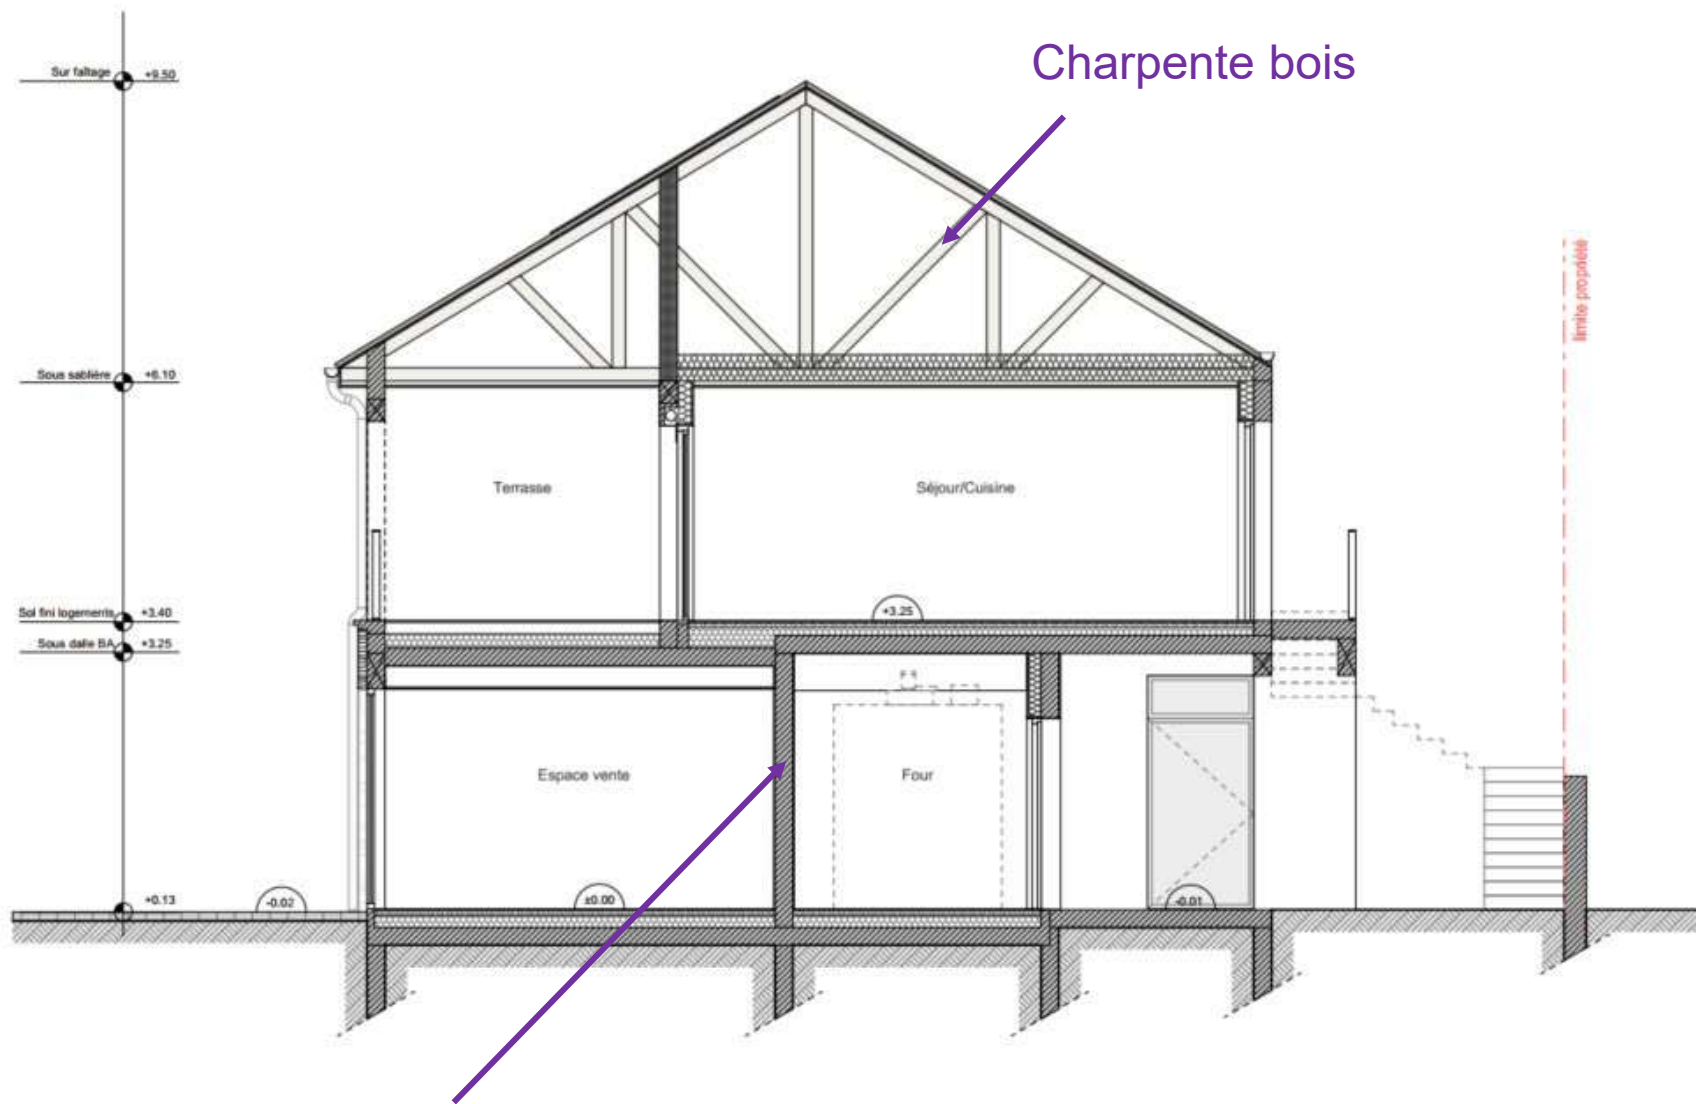 Charpente bois
Sur faîtage +9.50
limite propriété
Sous sablière +6.10
Terrasse
Séjour/Cuisine
Sol fini logements +3.40
+3.25
Sous dalle BA +3.25
Espace vente
Four
+0.13
-0.02
±0.00
-0.01